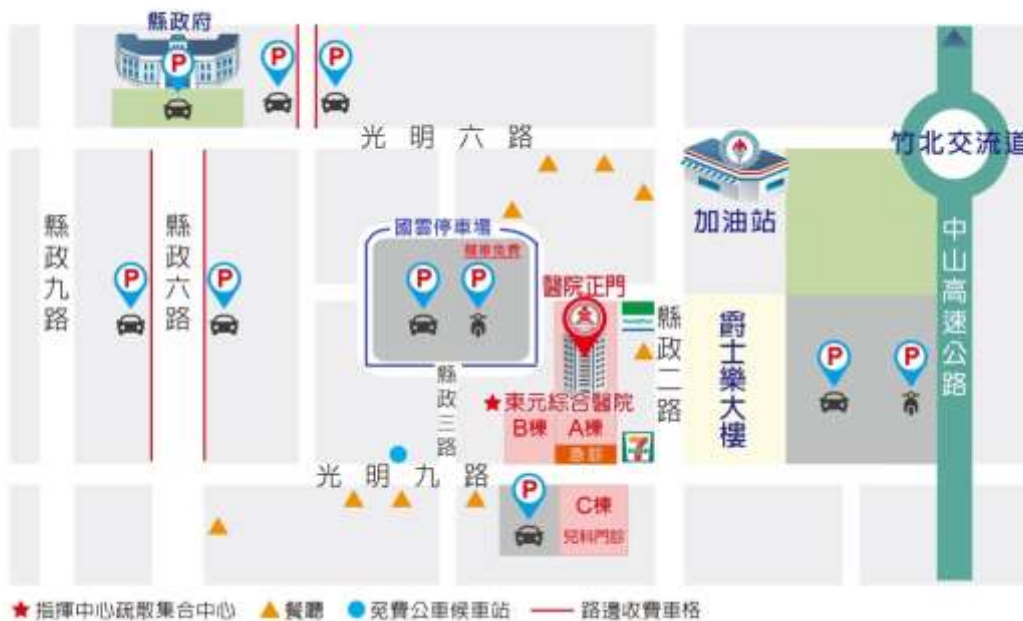 縣政府
P
P
P
光明六路
竹北交流道
加油站
縣政九路
縣政六路
國雲停車場
機車免費
P
P
P
P
醫院正門
縣政二路
爵士樂大樓
P
P
中山高速公路
縣政三路
★東元綜合醫院
B棟
A棟
急診
7
光明九路
P
C棟
兒科門診
★指揮中心疏散集合中心
餐廳
免費公車候車站
路邊收費車格